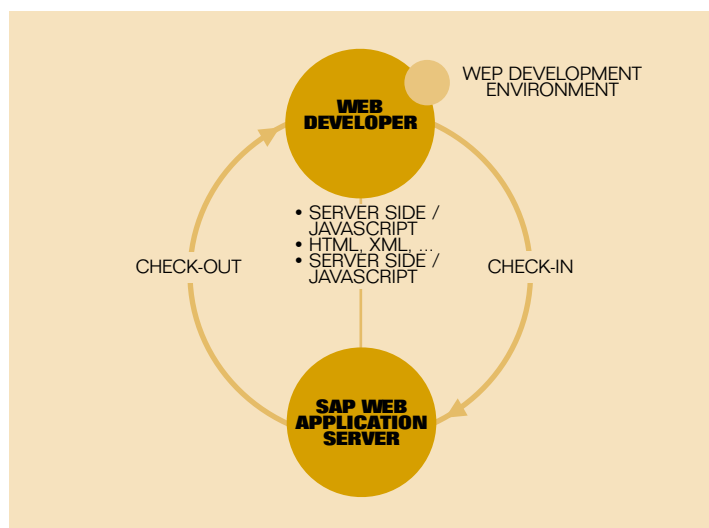 WEB
DEVELOPER
WEP DEVELOPMENT
ENVIRONMENT
• SERVER SIDE /
JAVASCRIPT
• HTML, XML, ...
• SERVER SIDE /
JAVASCRIPT
CHECK-OUT
CHECK-IN
SAP WEB
APPLICATION
SERVER